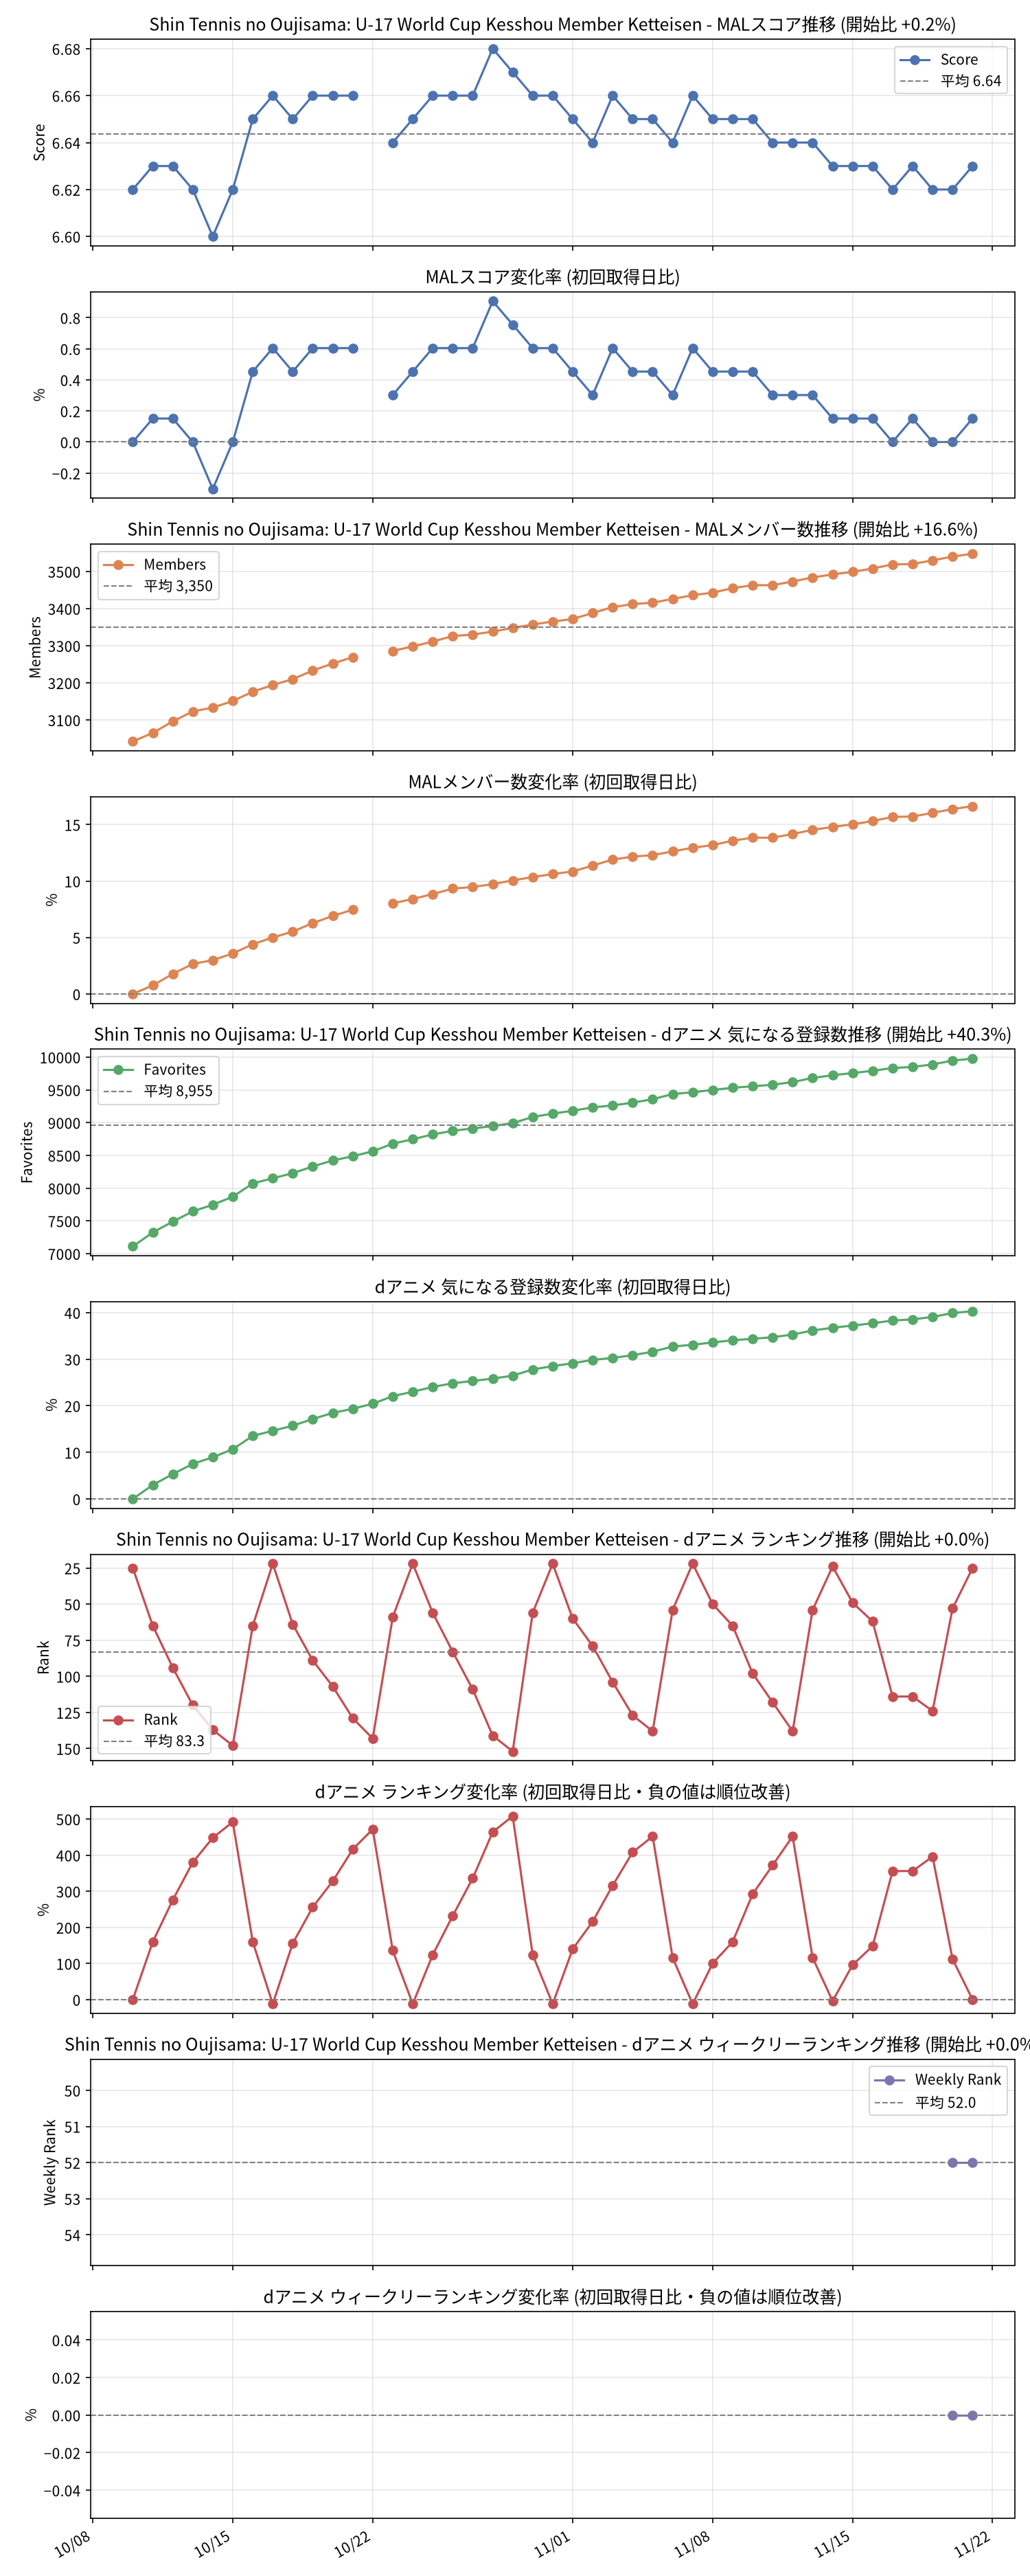 Shin Tennis no Oujisama: U-17 World Cup Kesshou Member Ketteisen - MALスコア推移 (開始比 +0.2%)
6.68
6.66
6.64
6.62
6.60
Score
Score
平均 6.64
MALスコア変化率 (初回取得日比)
0.8
0.6
0.4
0.2
0.0
−0.2
%
Shin Tennis no Oujisama: U-17 World Cup Kesshou Member Ketteisen - MALメンバー数推移 (開始比 +16.6%)
3500
3400
3300
3200
3100
Members
Members
平均 3,350
MALメンバー数変化率 (初回取得日比)
15
10
5
0
%
Shin Tennis no Oujisama: U-17 World Cup Kesshou Member Ketteisen - dアニメ 気になる登録数推移 (開始比 +40.3%)
10000
9500
9000
8500
8000
7500
7000
Favorites
Favorites
平均 8,955
dアニメ 気になる登録数変化率 (初回取得日比)
40
30
20
10
0
%
Shin Tennis no Oujisama: U-17 World Cup Kesshou Member Ketteisen - dアニメ ランキング推移 (開始比 +0.0%)
25
50
75
100
125
150
Rank
Rank
平均 83.3
dアニメ ランキング変化率 (初回取得日比・負の値は順位改善)
500
400
300
200
100
0
%
Shin Tennis no Oujisama: U-17 World Cup Kesshou Member Ketteisen - dアニメ ウィークリーランキング推移 (開始比 +0.0%
50
51
52
53
54
Weekly Rank
Weekly Rank
平均 52.0
dアニメ ウィークリーランキング変化率 (初回取得日比・負の値は順位改善)
0.04
0.02
0.00
−0.02
−0.04
%
10/08
10/15
10/22
11/01
11/08
11/15
11/22